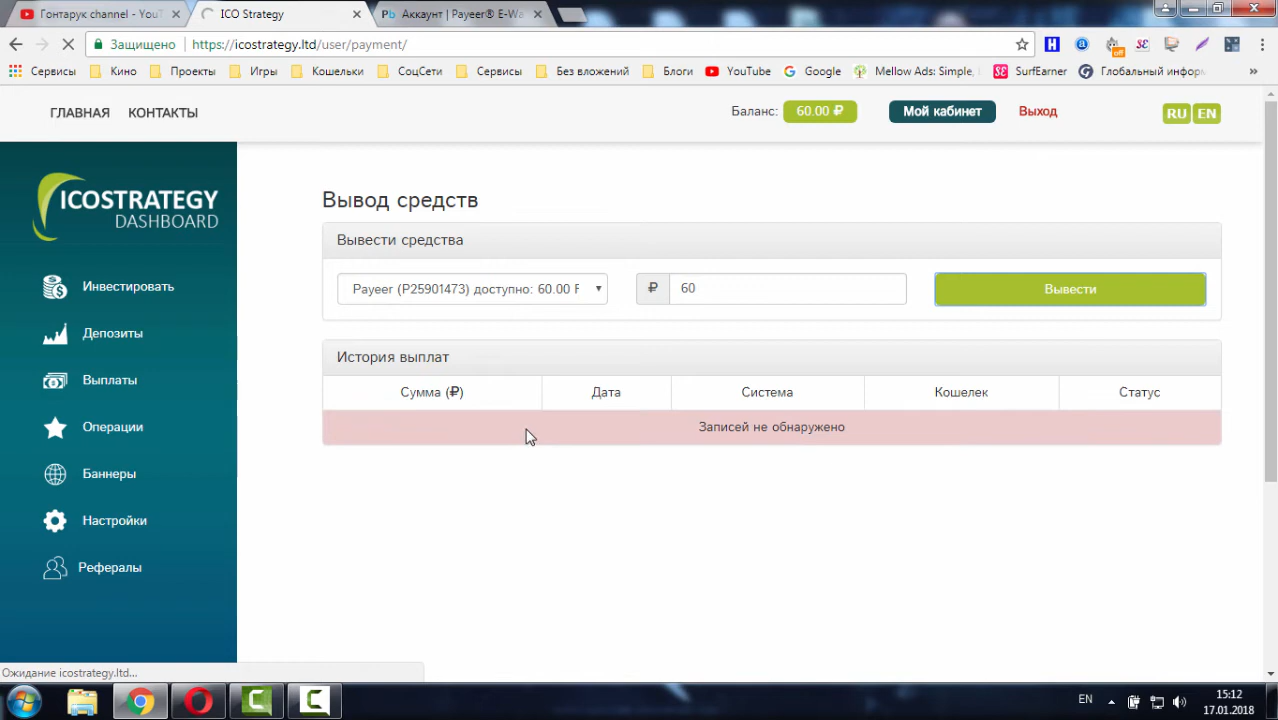 Гонтарук channel - YouT
ICO Strategy
Аккаунт | Payeer® E-Wa
Защищено
https://icostrategy.ltd/user/payment/
Сервисы
Кино
Проекты
Игры
Кошельки
СоцСети
Сервисы
Без вложений
Блоги
YouTube
Google
Mellow Ads: Simple,
SurfEarner
Глобальный информ
ГЛАВНАЯ
КОНТАКТЫ
Баланс: 60.00 ₽
Мой кабинет
Выход
RU EN
ICOSTRATEGY
DASHBOARD
Инвестировать
Депозиты
Выплаты
Операции
Баннеры
Настройки
Рефералы
Вывод средств
Вывести средства
Payeer (P25901473) доступно: 60.00 F
₽ 60
Вывести
История выплат
Сумма (₽) Дата Система Кошелек Статус
Записей не обнаружено
Ожидание icostrategy.ltd...
EN
15:12
17.01.2018